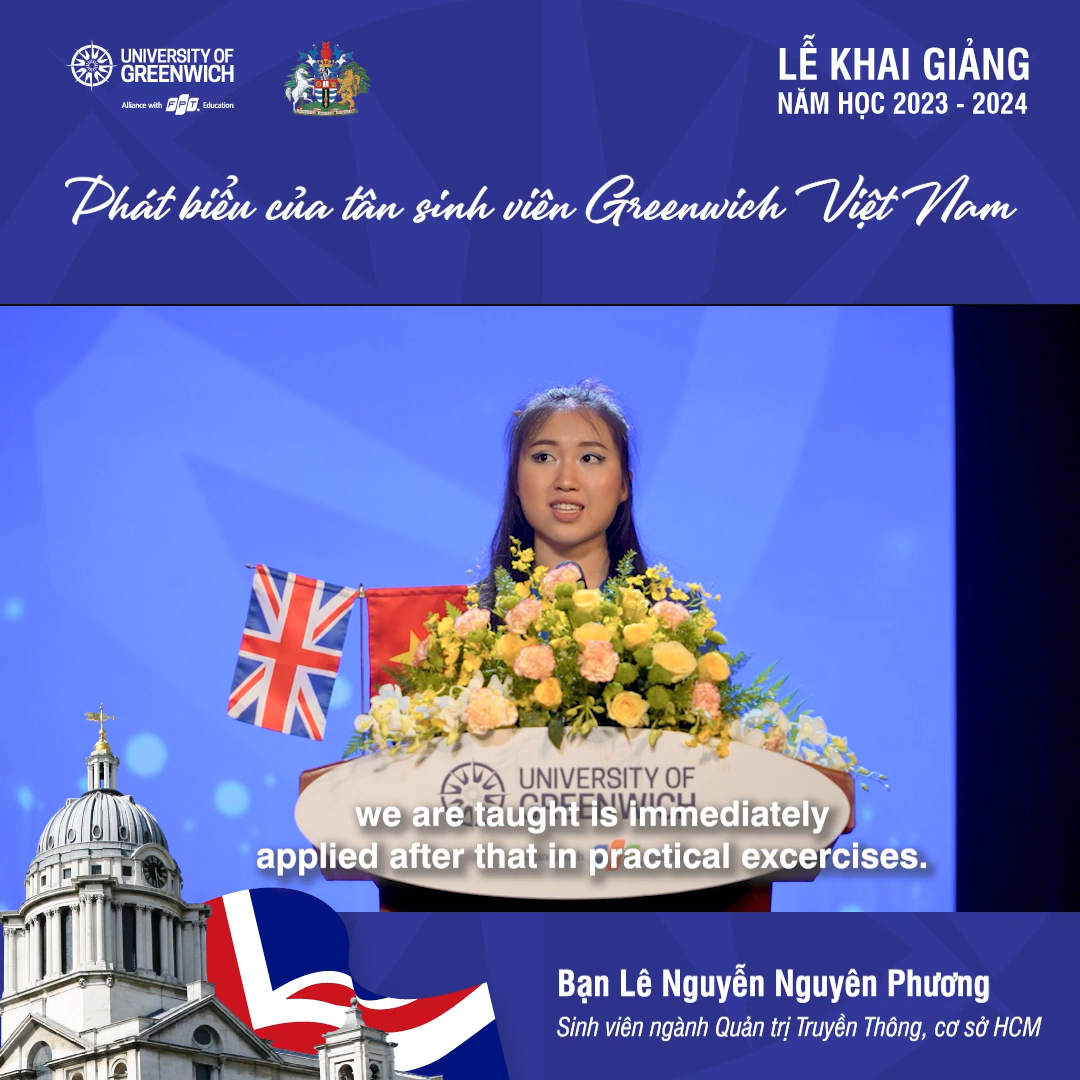 UNIVERSITY OF
GREENWICH
Alliance with FPT Education
LỄ KHAI GIẢNG
NĂM HỌC 2023 - 2024
Phát biểu của tân sinh viên Greenwich Việt Nam
UNIVERSITY OF
GREENWICH
we are taught is immediately
applied after that in practical excercises.
Bạn Lê Nguyễn Nguyên Phương
Sinh viên ngành Quản trị Truyền Thông, cơ sở HCM